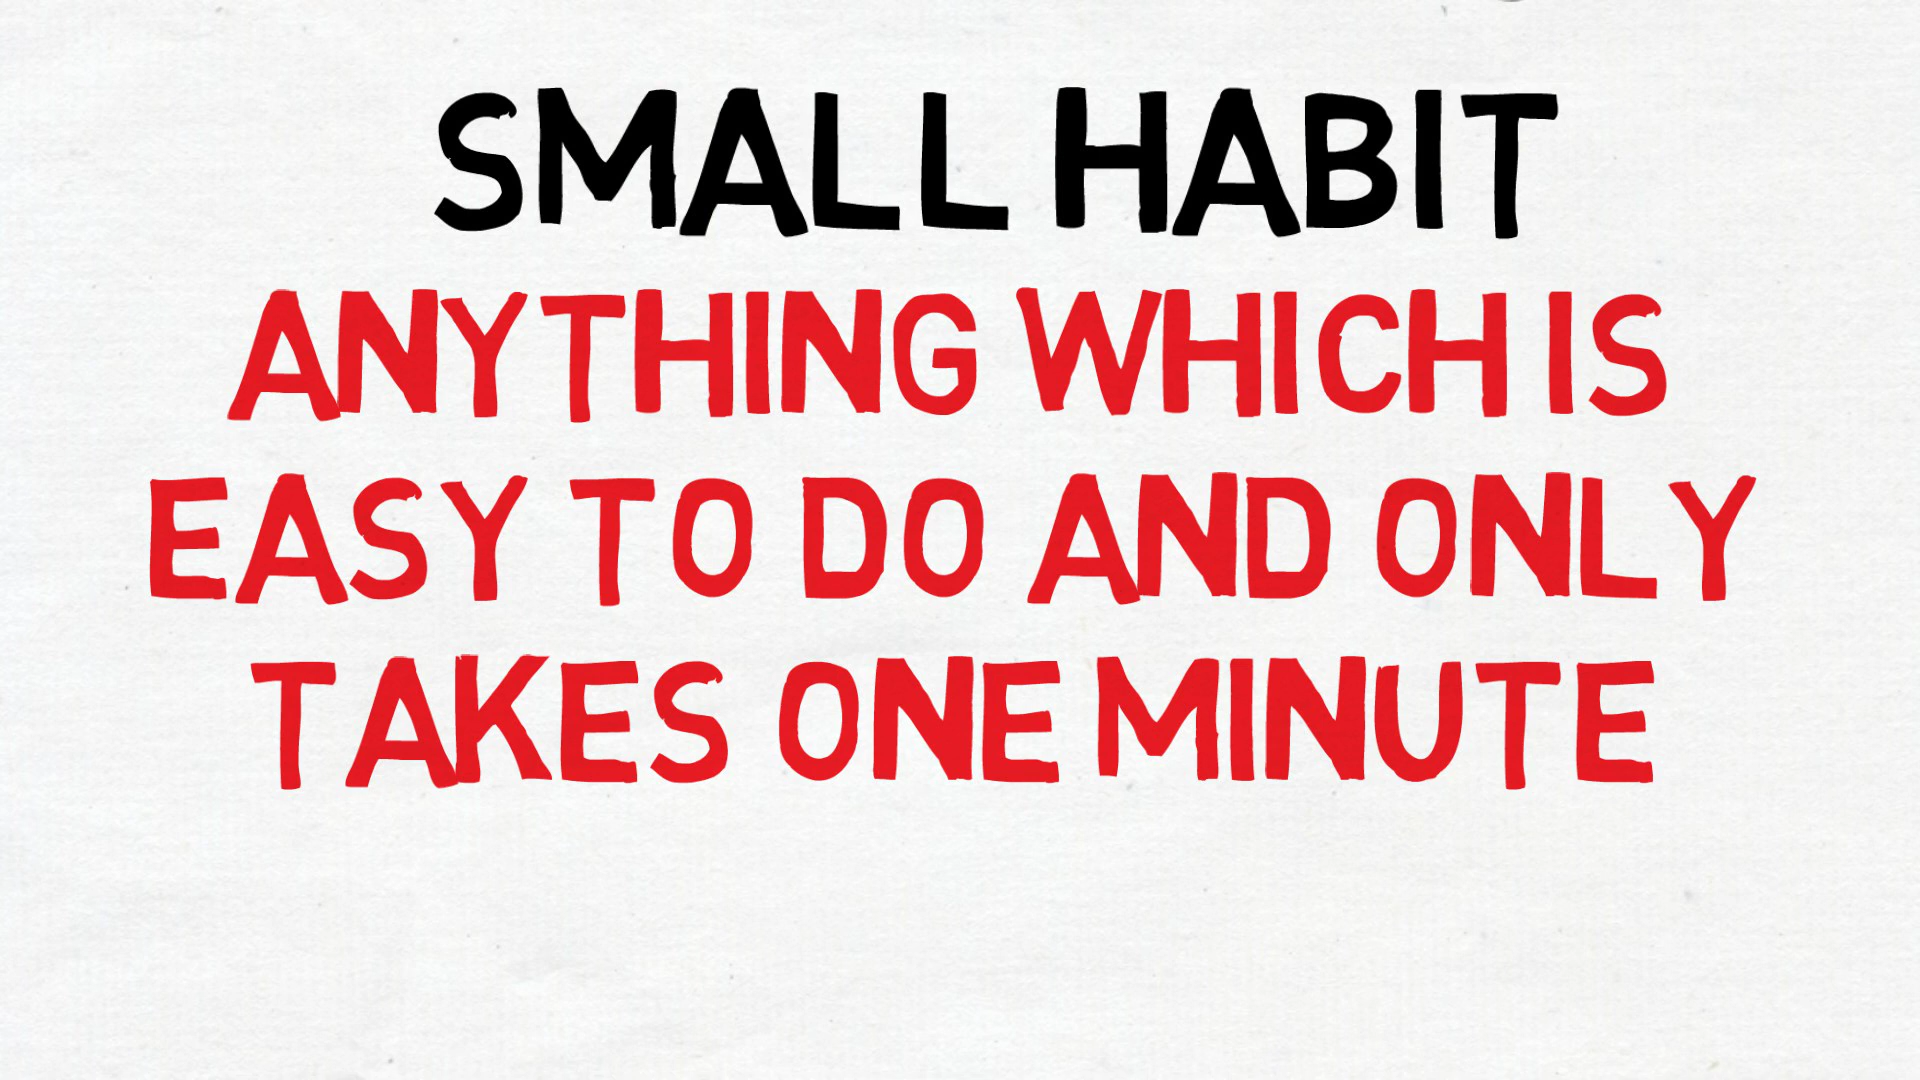 SMALL HABIT
ANYTHING WHICH IS
EASY TO DO AND ONLY
TAKES ONE MINUTE